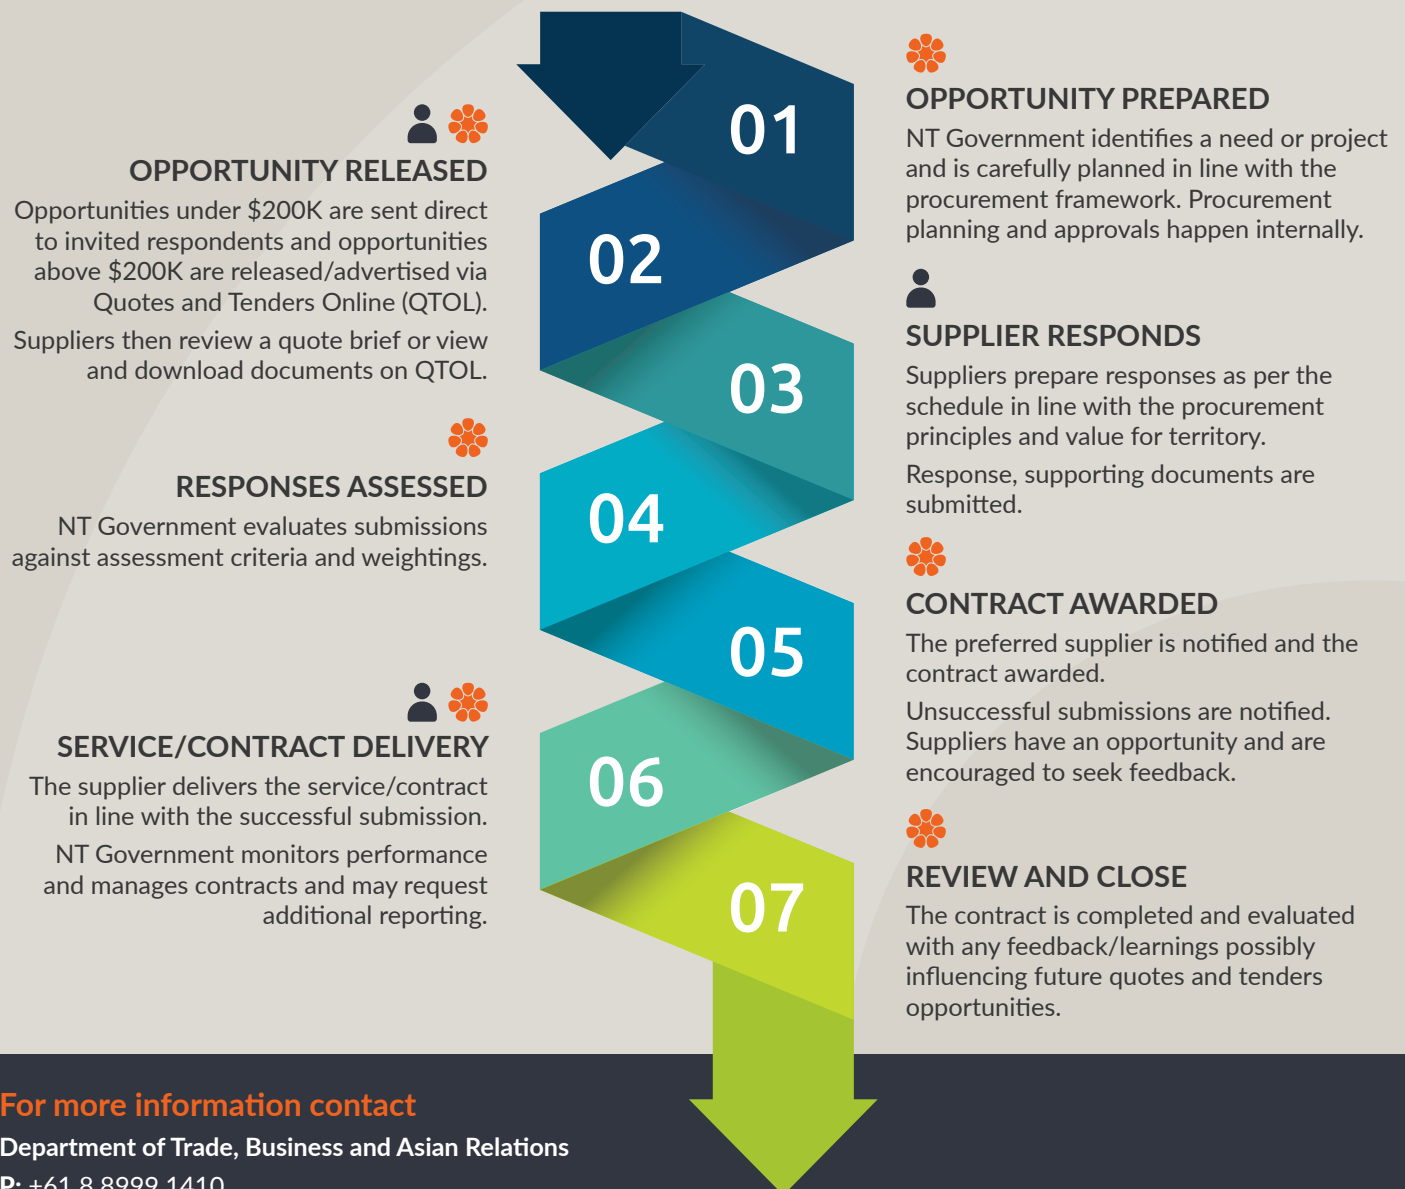 01
OPPORTUNITY PREPARED
NT Government identifies a need or project
and is carefully planned in line with the
procurement framework. Procurement
planning and approvals happen internally.
02
OPPORTUNITY RELEASED
Opportunities under $200K are sent direct
to invited respondents and opportunities
above $200K are released/advertised via
Quotes and Tenders Online (QTOL).
Suppliers then review a quote brief or view
and download documents on QTOL.
03
SUPPLIER RESPONDS
Suppliers prepare responses as per the
schedule in line with the procurement
principles and value for territory.
Response, supporting documents are
submitted.
04
RESPONSES ASSESSED
NT Government evaluates submissions
against assessment criteria and weightings.
05
CONTRACT AWARDED
The preferred supplier is notified and the
contract awarded.
Unsuccessful submissions are notified.
Suppliers have an opportunity and are
encouraged to seek feedback.
06
SERVICE/CONTRACT DELIVERY
The supplier delivers the service/contract
in line with the successful submission.
NT Government monitors performance
and manages contracts and may request
additional reporting.
07
REVIEW AND CLOSE
The contract is completed and evaluated
with any feedback/learnings possibly
influencing future quotes and tenders
opportunities.
For more information contact
Department of Trade, Business and Asian Relations
P: +61 8 8999 1410